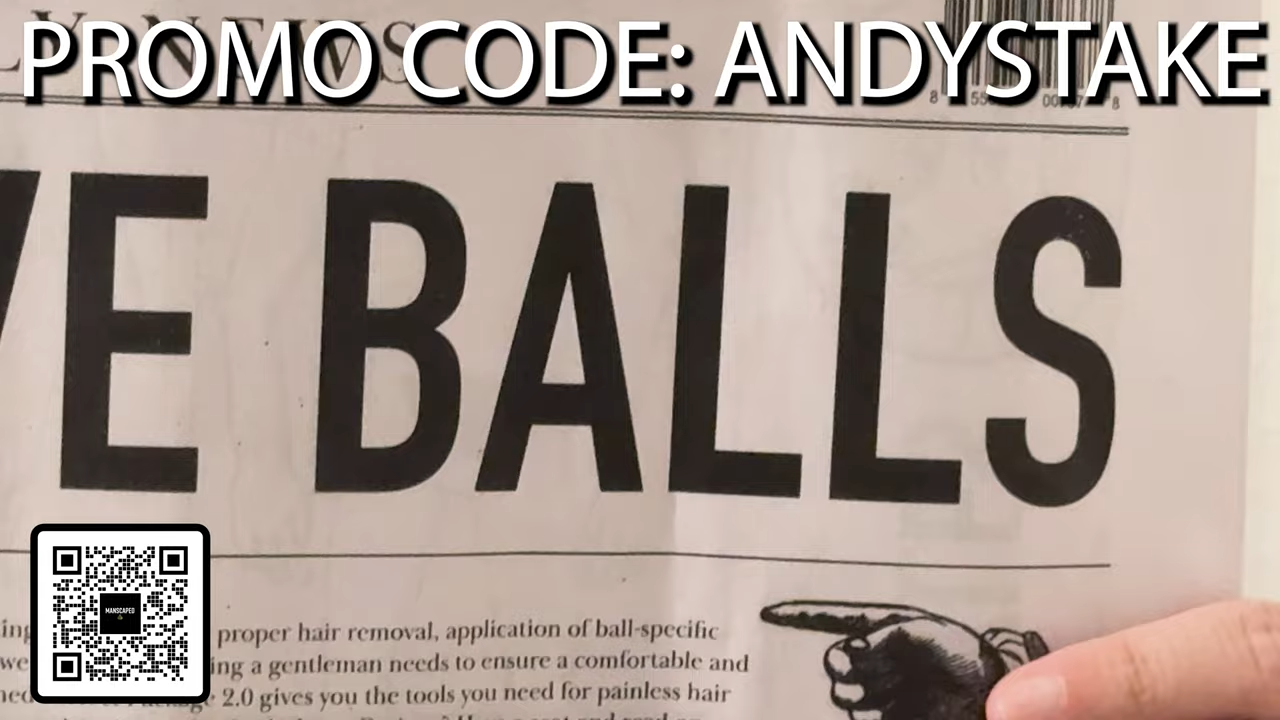 PROMO CODE: ANDYSTAKE
NEWS
VE BALLS
MANSCAPED
proper hair removal, application of ball-specific
ing a gentleman needs to ensure a comfortable and
2.0 gives you the tools you need for painless hair